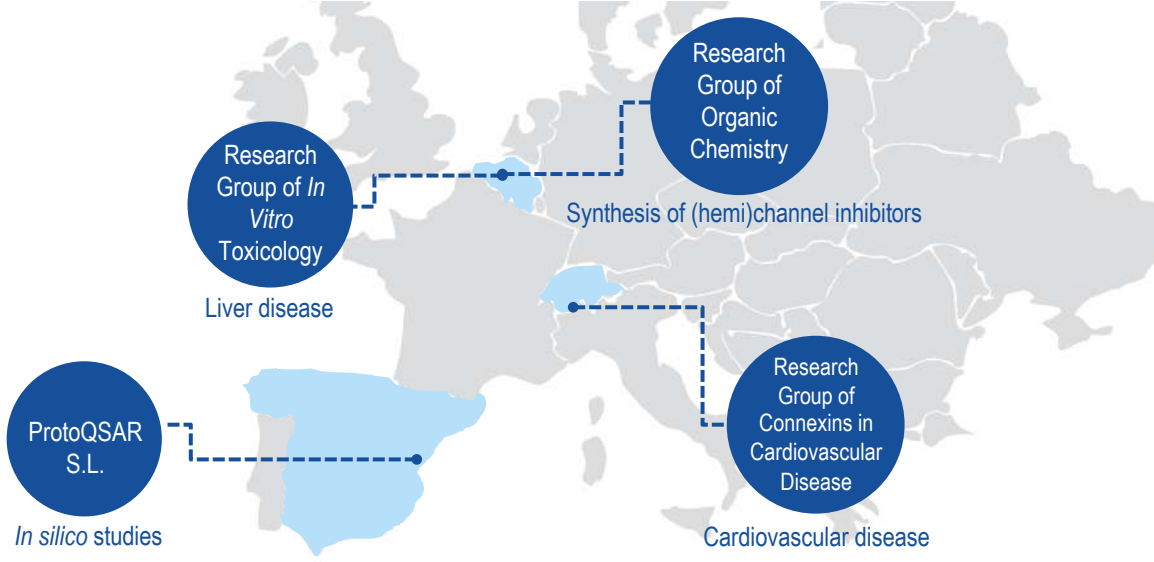 Research
Group of
Organic
Chemistry
Synthesis of (hemi)channel inhibitors
Research
Group of In
Vitro
Toxicology
Liver disease
Research
Group of
Connexins in
Cardiovascular
Disease
Cardiovascular disease
ProtoQSAR
S.L.
In silico studies